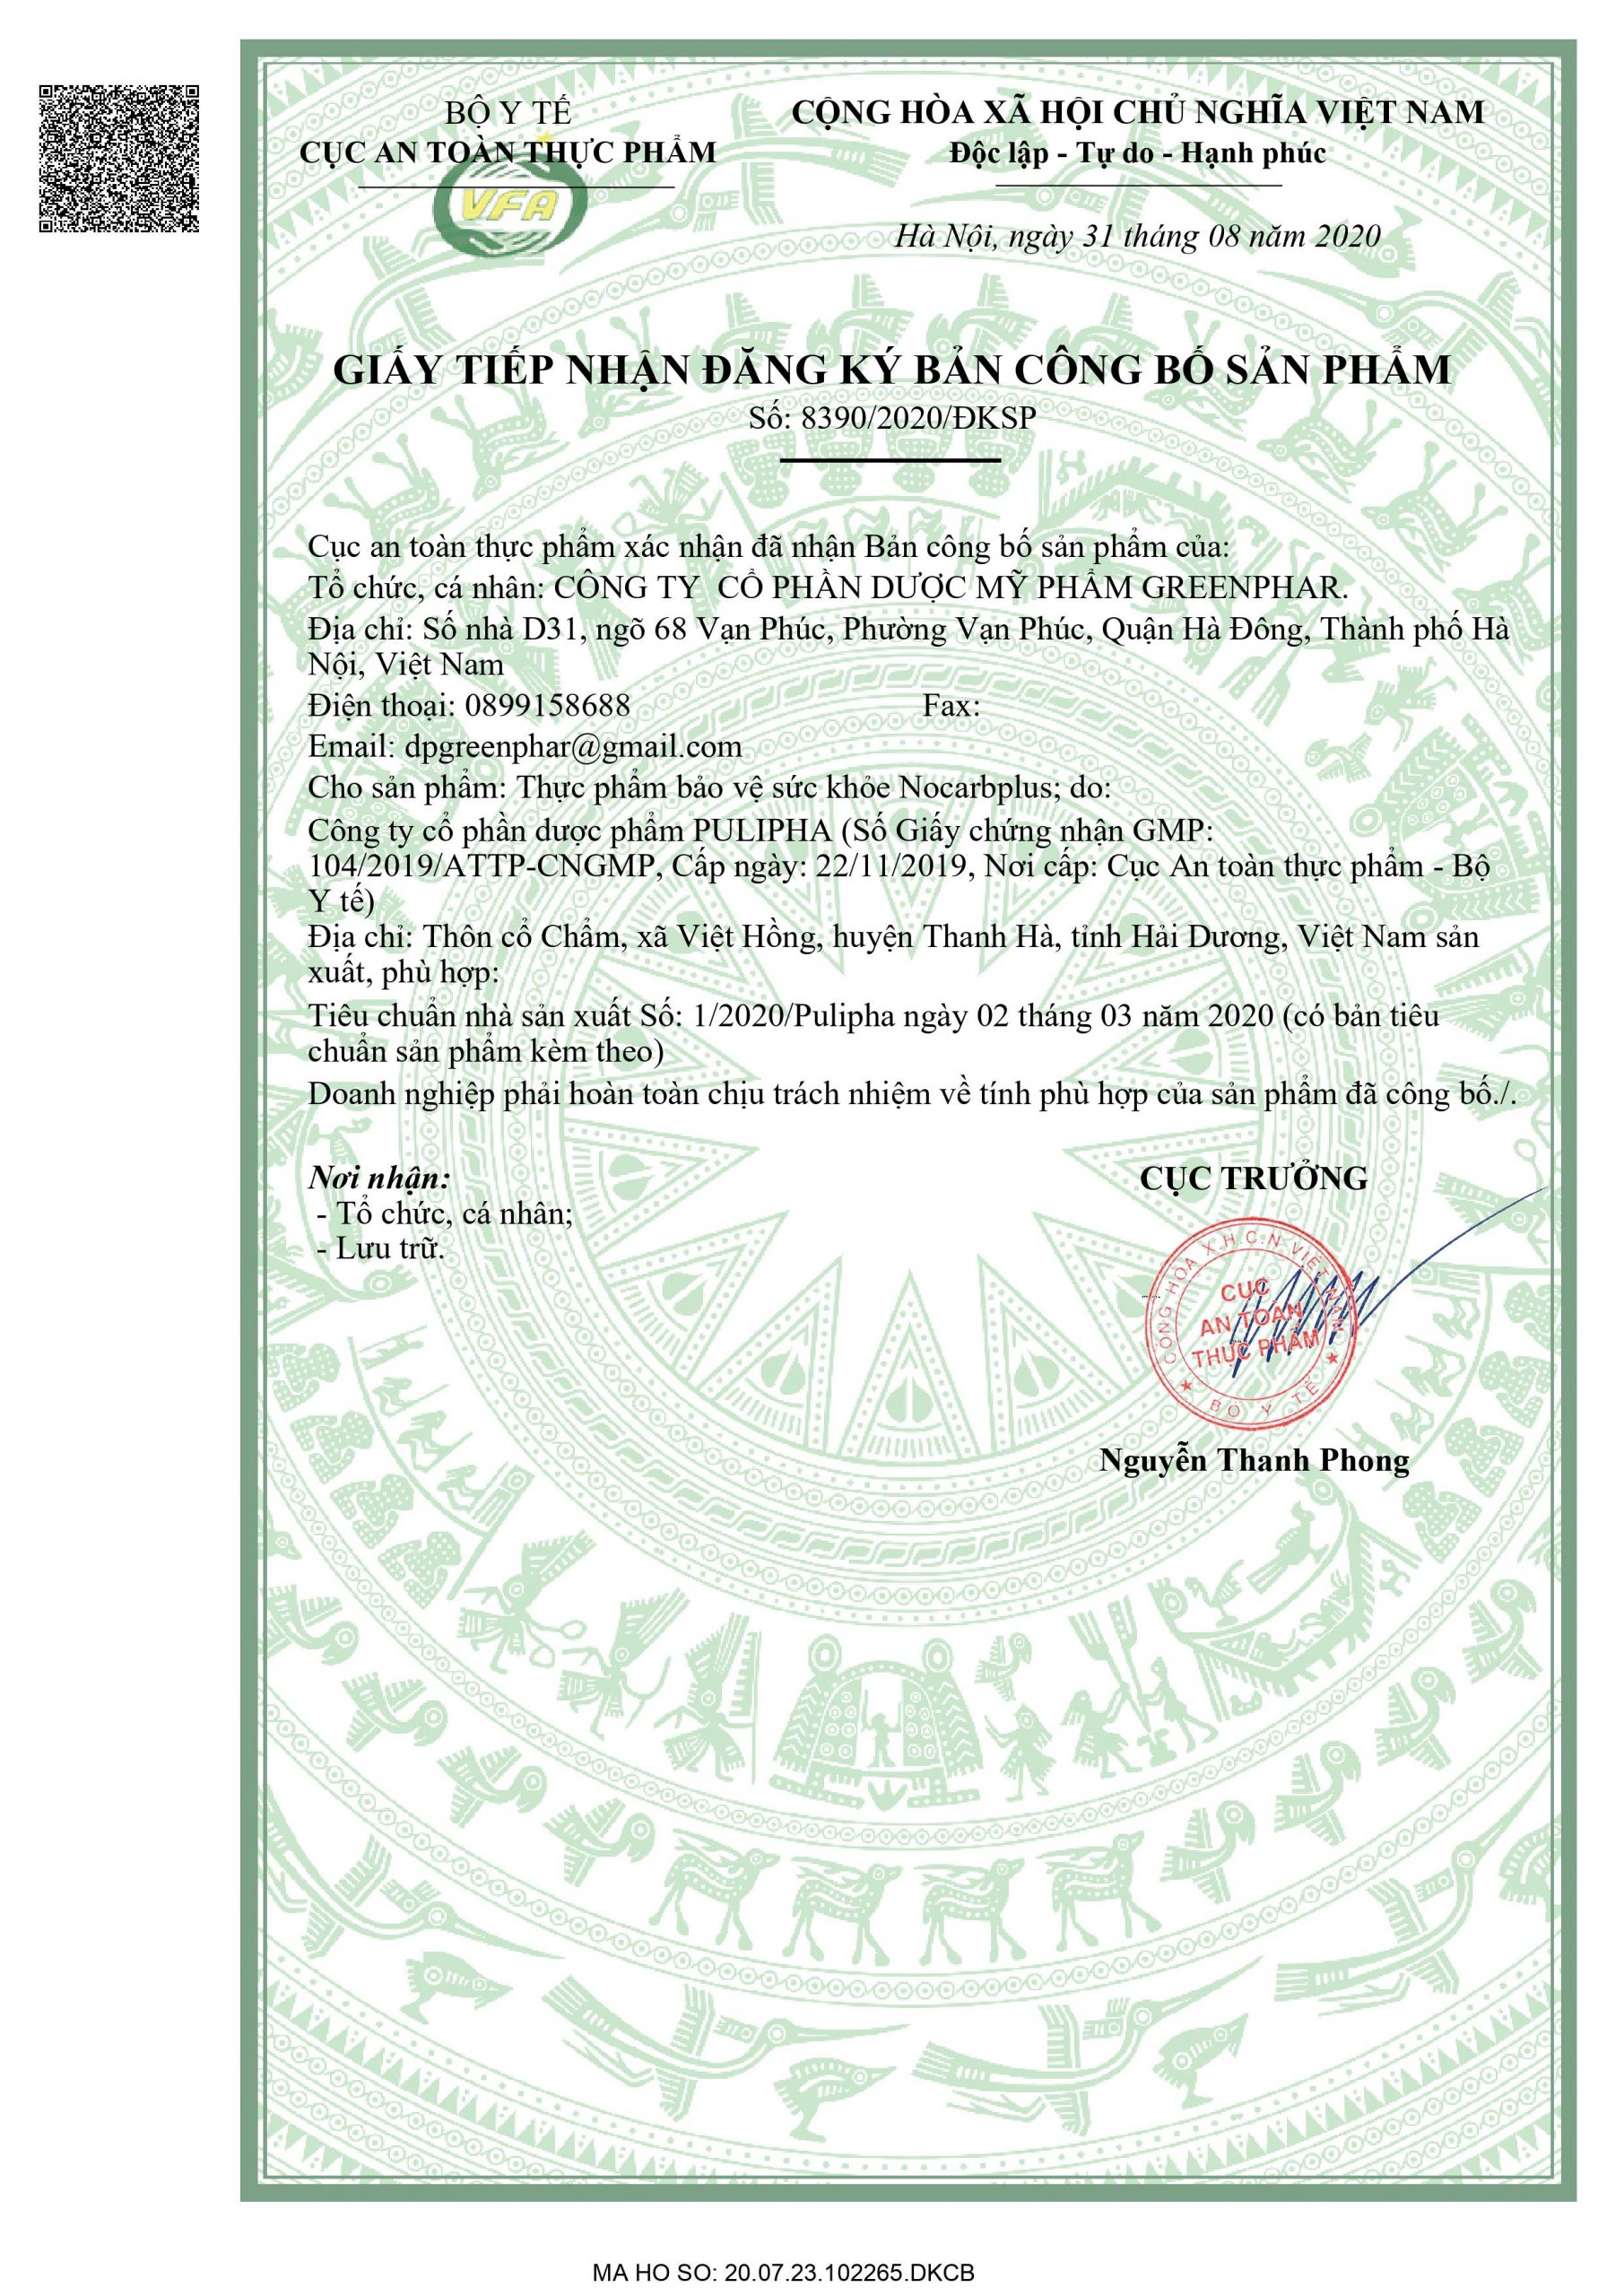 BỘ Y TẾ
CỤC AN TOÀN THỰC PHẨM
VFA
CỘNG HÒA XÃ HỘI CHỦ NGHĨA VIỆT NAM
Độc lập - Tự do - Hạnh phúc
Hà Nội, ngày 31 tháng 08 năm 2020
GIẤY TIẾP NHẬN ĐĂNG KÝ BẢN CÔNG BỐ SẢN PHẨM
Số: 8390/2020/ĐKSP
Cục an toàn thực phẩm xác nhận đã nhận Bản công bố sản phẩm của:
Tổ chức, cá nhân: CÔNG TY CỔ PHẦN DƯỢC MỸ PHẨM GREENPHAR.
Địa chỉ: Số nhà D31, ngõ 68 Vạn Phúc, Phường Vạn Phúc, Quận Hà Đông, Thành phố Hà
Nội, Việt Nam
Điện thoại: 0899158688 Fax:
Email: dpgreenphar@gmail.com
Cho sản phẩm: Thực phẩm bảo vệ sức khỏe Nocarbplus; do:
Công ty cổ phần dược phẩm PULIPHA (Số Giấy chứng nhận GMP:
104/2019/ATTP-CNGMP, Cấp ngày: 22/11/2019, Nơi cấp: Cục An toàn thực phẩm - Bộ
Y tế)
Địa chỉ: Thôn cổ Chẩm, xã Việt Hồng, huyện Thanh Hà, tỉnh Hải Dương, Việt Nam sản
xuất, phù hợp:
Tiêu chuẩn nhà sản xuất Số: 1/2020/Pulipha ngày 02 tháng 03 năm 2020 (có bản tiêu
chuẩn sản phẩm kèm theo)
Doanh nghiệp phải hoàn toàn chịu trách nhiệm về tính phù hợp của sản phẩm đã công bố./.
Nơi nhận:
- Tổ chức, cá nhân;
- Lưu trữ.
CỤC TRƯỞNG
CỘNG HÒA X.H.C.N VIỆT NAM
CỤC
AN TOÀN
THỰC PHẨM
★ BỘ Y TẾ ★
Nguyễn Thanh Phong
MA HO SO: 20.07.23.102265.DKCB